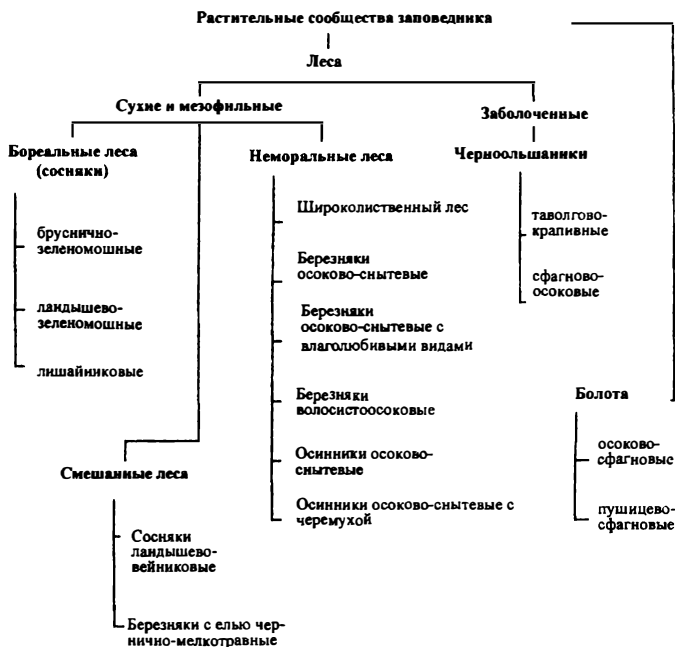 Растительные сообщества заповедника
Леса
Сухие и мезофильные
Бореальные леса
(сосняки)
бруснично-
зеленомошные
ландышево-
зеленомошные
лишайниковые
Смешанные леса
Сосняки
ландышево-
вейниковые
Березняки с елью чер-
нично-мелкотравные
Неморальные леса
Широколиственный лес
Березняки
осоково-снытевые
Березняки
осоково-снытевые с
влаголюбивыми видами
Березняки
волосистоосоковые
Осинники осоково-
снытевые
Осинники осоково-снытевые с
черемухой
Заболоченные
Черноольшаники
таволгово-
крапивные
сфагново-
осоковые
Болота
осоково-
сфагновые
пушицево-
сфагновые